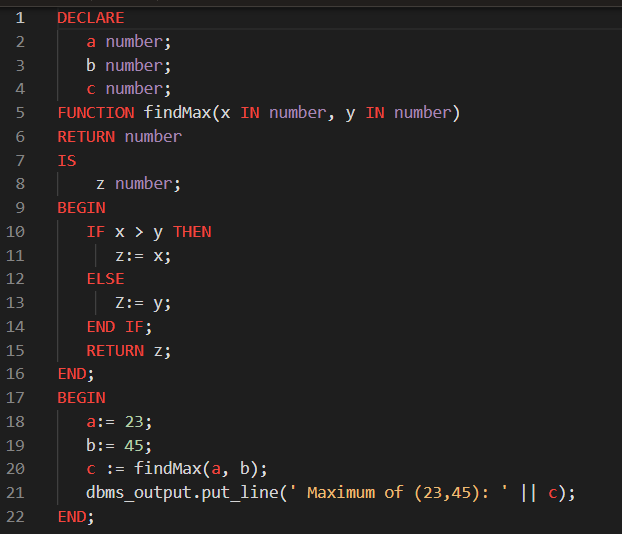 1 DECLARE
2 a number;
3 b number;
4 c number;
5 FUNCTION findMax(x IN number, y IN number)
6 RETURN number
7 IS
8 z number;
9 BEGIN
10 IF x > y THEN
11 z:= x;
12 ELSE
13 Z:= y;
14 END IF;
15 RETURN z;
16 END;
17 BEGIN
18 a:= 23;
19 b:= 45;
20 c := findMax(a, b);
21 dbms_output.put_line(' Maximum of (23,45): ' || c);
22 END;